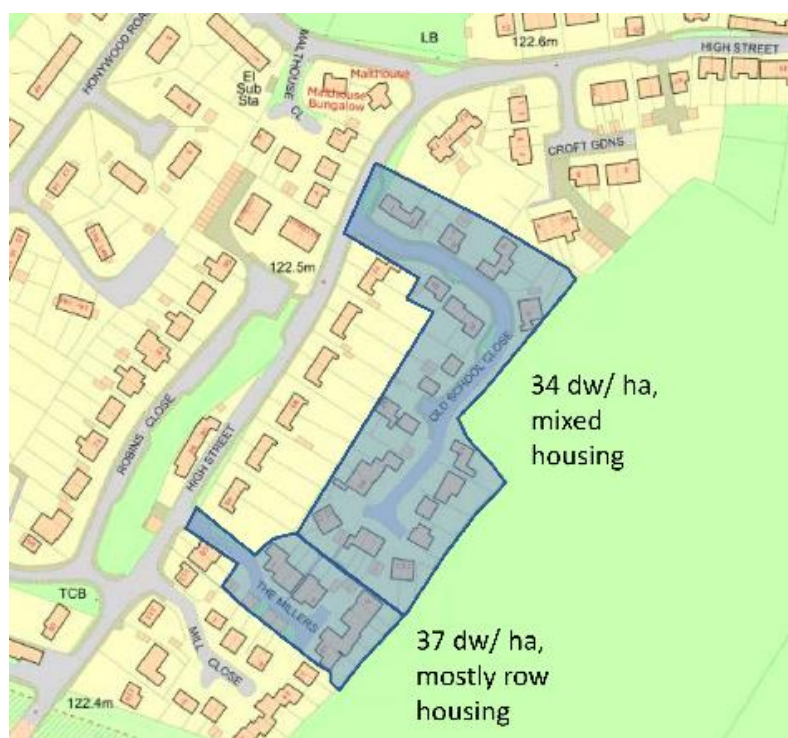 HONYWOOD ROAD
MALTHOUSE CL
LB
122.6m
HIGH STREET
El
Sub
Sta
Malthouse
Malthouse
Bungalow
CROFT GDNS
122.5m
OLD SCHOOL CLOSE
34 dw/ ha,
mixed
housing
ROBINS CLOSE
HIGH STREET
TCB
THE MILLERS
MILL CLOSE
37 dw/ ha,
mostly row
housing
122.4m